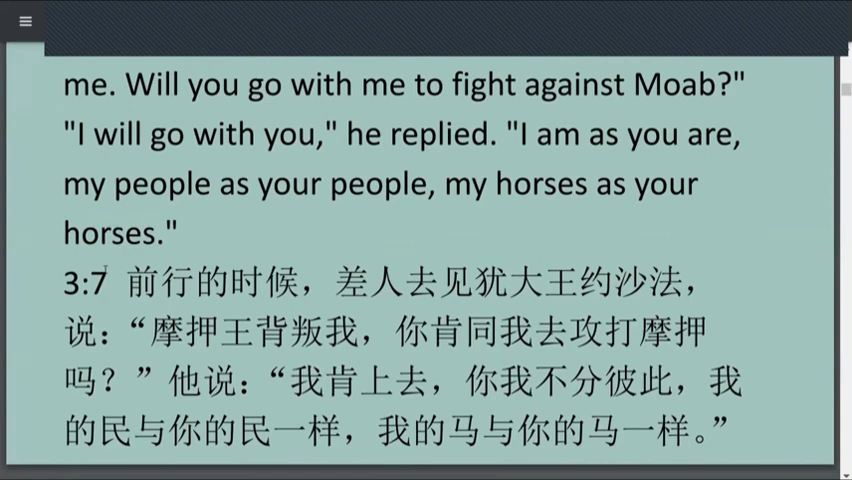 me. Will you go with me to fight against Moab?"
"I will go with you," he replied. "I am as you are,
my people as your people, my horses as your
horses."
3:7 前行的时候，差人去见犹大王约沙法，
说：“摩押王背叛我，你肯同我去攻打摩押
吗？”他说：“我肯上去，你我不分彼此，我
的民与你的民一样，我的马与你的马一样。”